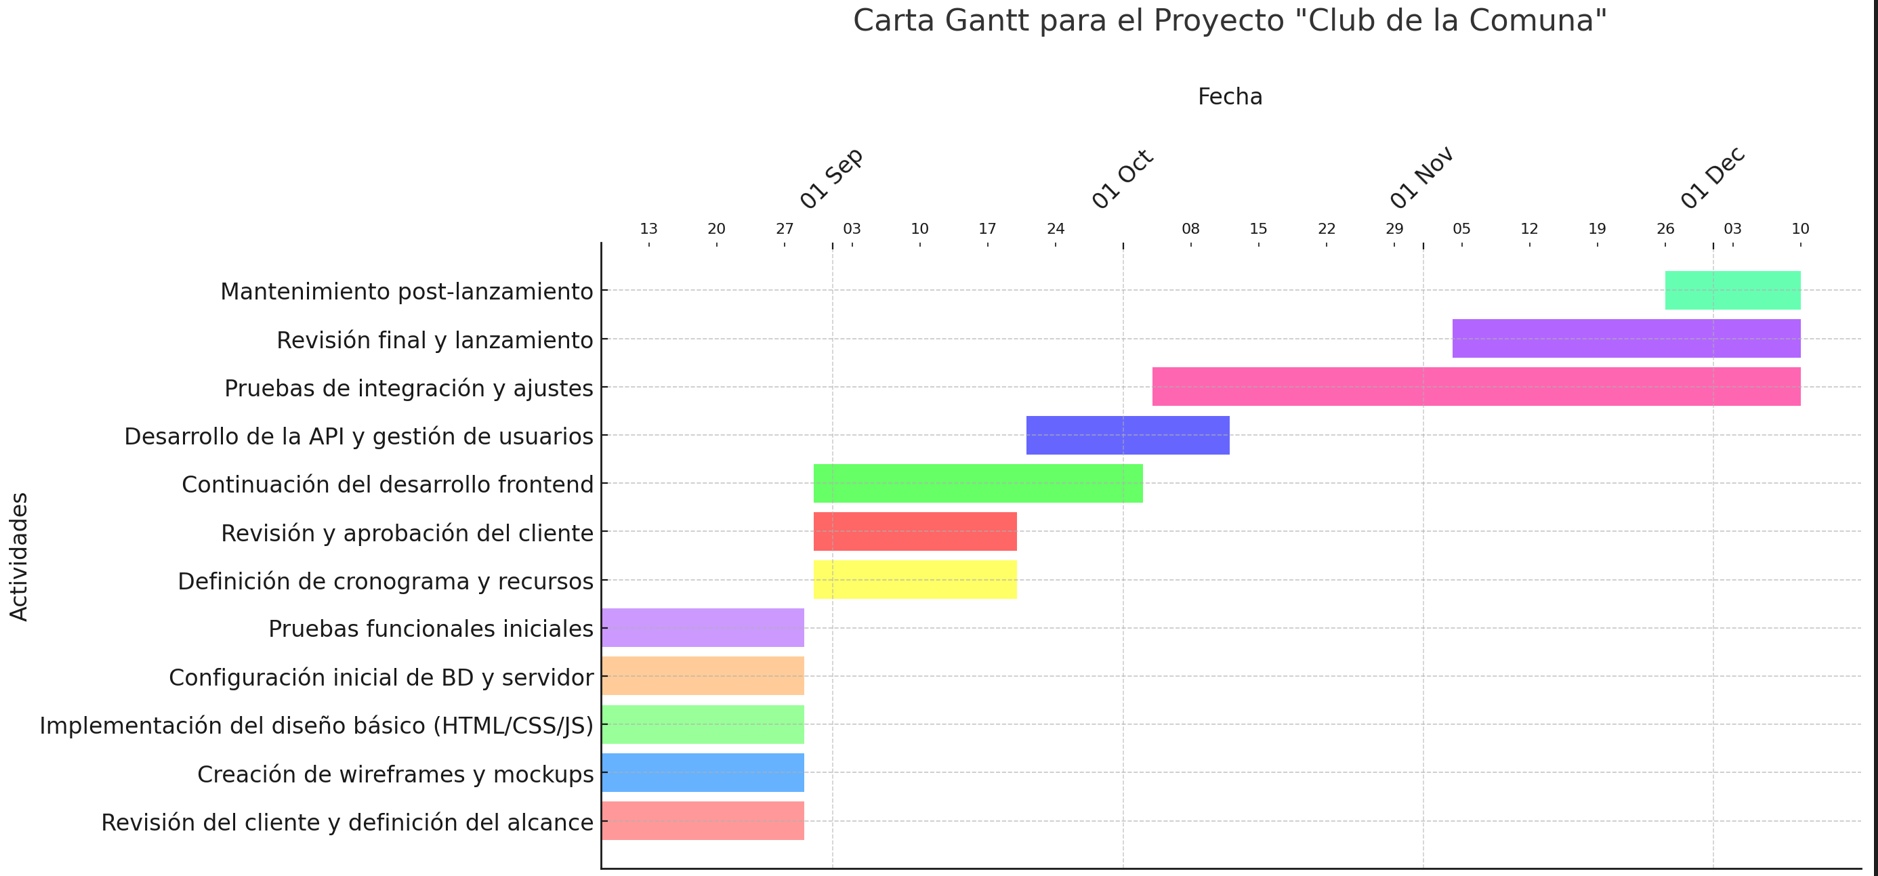 Carta Gantt para el Proyecto "Club de la Comuna"
Fecha
01 Sep 01 Oct 01 Nov 01 Dec
13 20 27 03 10 17 24 08 15 22 29 05 12 19 26 03 10
Actividades
Mantenimiento post-lanzamiento
Revisión final y lanzamiento
Pruebas de integración y ajustes
Desarrollo de la API y gestión de usuarios
Continuación del desarrollo frontend
Revisión y aprobación del cliente
Definición de cronograma y recursos
Pruebas funcionales iniciales
Configuración inicial de BD y servidor
Implementación del diseño básico (HTML/CSS/JS)
Creación de wireframes y mockups
Revisión del cliente y definición del alcance